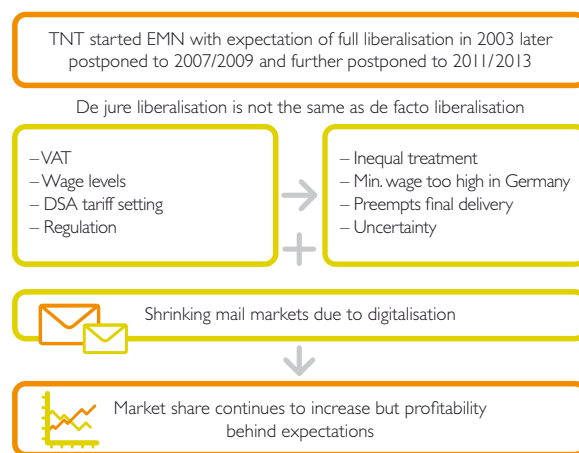 TNT started EMN with expectation of full liberalisation in 2003 later
postponed to 2007/2009 and further postponed to 2011/2013
De jure liberalisation is not the same as de facto liberalisation
– VAT
– Wage levels
– DSA tariff setting
– Regulation
– Inequal treatment
– Min. wage too high in Germany
– Preempts final delivery
– Uncertainty
Shrinking mail markets due to digitalisation
Market share continues to increase but profitability
behind expectations